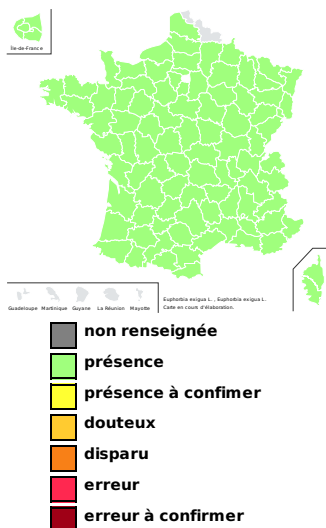 Île-de-France
Guadeloupe Martinique Guyane La Réunion Mayotte
Euphorbia exigua L., Euphorbia exigua L.
Carte en cours d'élaboration.
non renseignée
présence
présence à confimer
douteux
disparu
erreur
erreur à confirmer